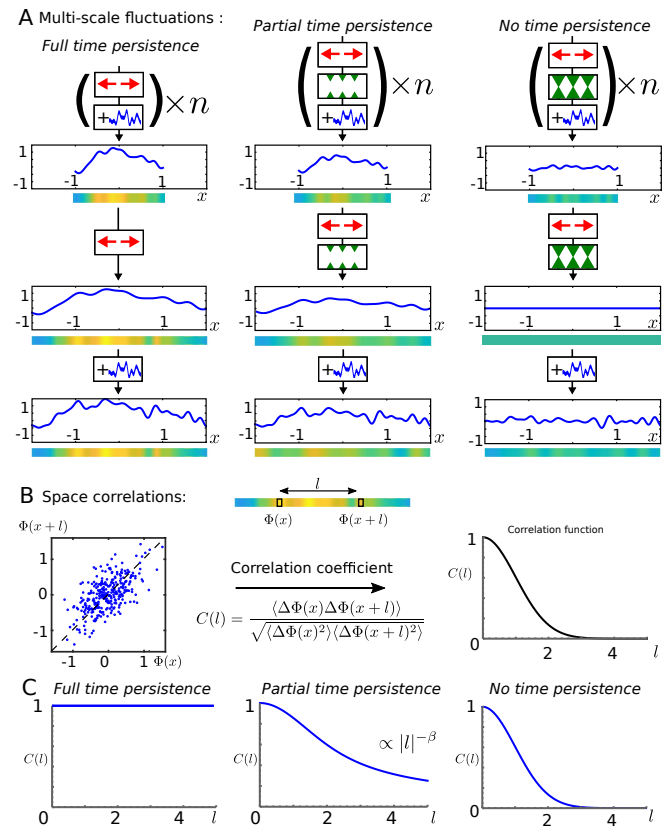 A Multi-scale fluctuations :
Full time persistence
Partial time persistence
No time persistence
( + ) × n
( + ) × n
( + ) × n
1
-1
-1 1 x
1
-1
-1 1 x
1
-1
-1 1 x
1
-1
-1 1 x
1
-1
-1 1 x
1
-1
-1 1 x
+
+
+
1
-1
-1 1 x
1
-1
-1 1 x
1
-1
-1 1 x
B Space correlations:
l
Φ(x) Φ(x + l)
Φ(x + l)
1
0
-1
-1 0 1 Φ(x)
Correlation coefficient
C(l) = ⟨ΔΦ(x)ΔΦ(x + l)⟩ / √⟨ΔΦ(x)²⟩⟨ΔΦ(x + l)²⟩
Correlation function
1
C(l)
0
2 4 l
C
Full time persistence
1
C(l)
0
0 2 4 l
Partial time persistence
1
∝ |l|^−β
C(l)
0
0 2 4 l
No time persistence
1
C(l)
0
0 2 4 l